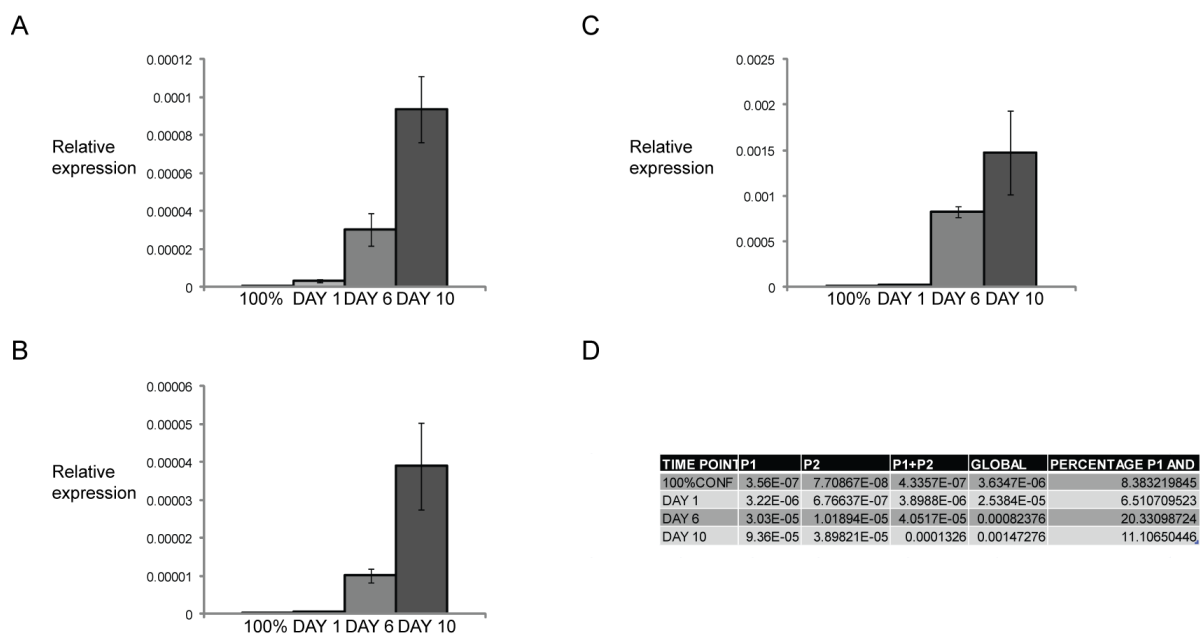 A
0.00012
0.0001
0.00008
0.00006
0.00004
0.00002
0
Relative
expression
100% DAY 1 DAY 6 DAY 10
B
0.00006
0.00005
0.00004
0.00003
0.00002
0.00001
0
Relative
expression
100% DAY 1 DAY 6 DAY 10
C
0.0025
0.002
0.0015
0.001
0.0005
0
Relative
expression
100% DAY 1 DAY 6 DAY 10
D
TIME POINT P1 P2 P1+P2 GLOBAL PERCENTAGE P1 AND
100%CONF 3.56E-07 7.70867E-08 4.3357E-07 3.6347E-06 8.383219845
DAY 1 3.22E-06 6.76637E-07 3.8988E-06 2.5384E-05 6.510709523
DAY 6 3.03E-05 1.01894E-05 4.0517E-05 0.00082376 20.33098724
DAY 10 9.36E-05 3.89821E-05 0.0001326 0.00147276 11.10650446